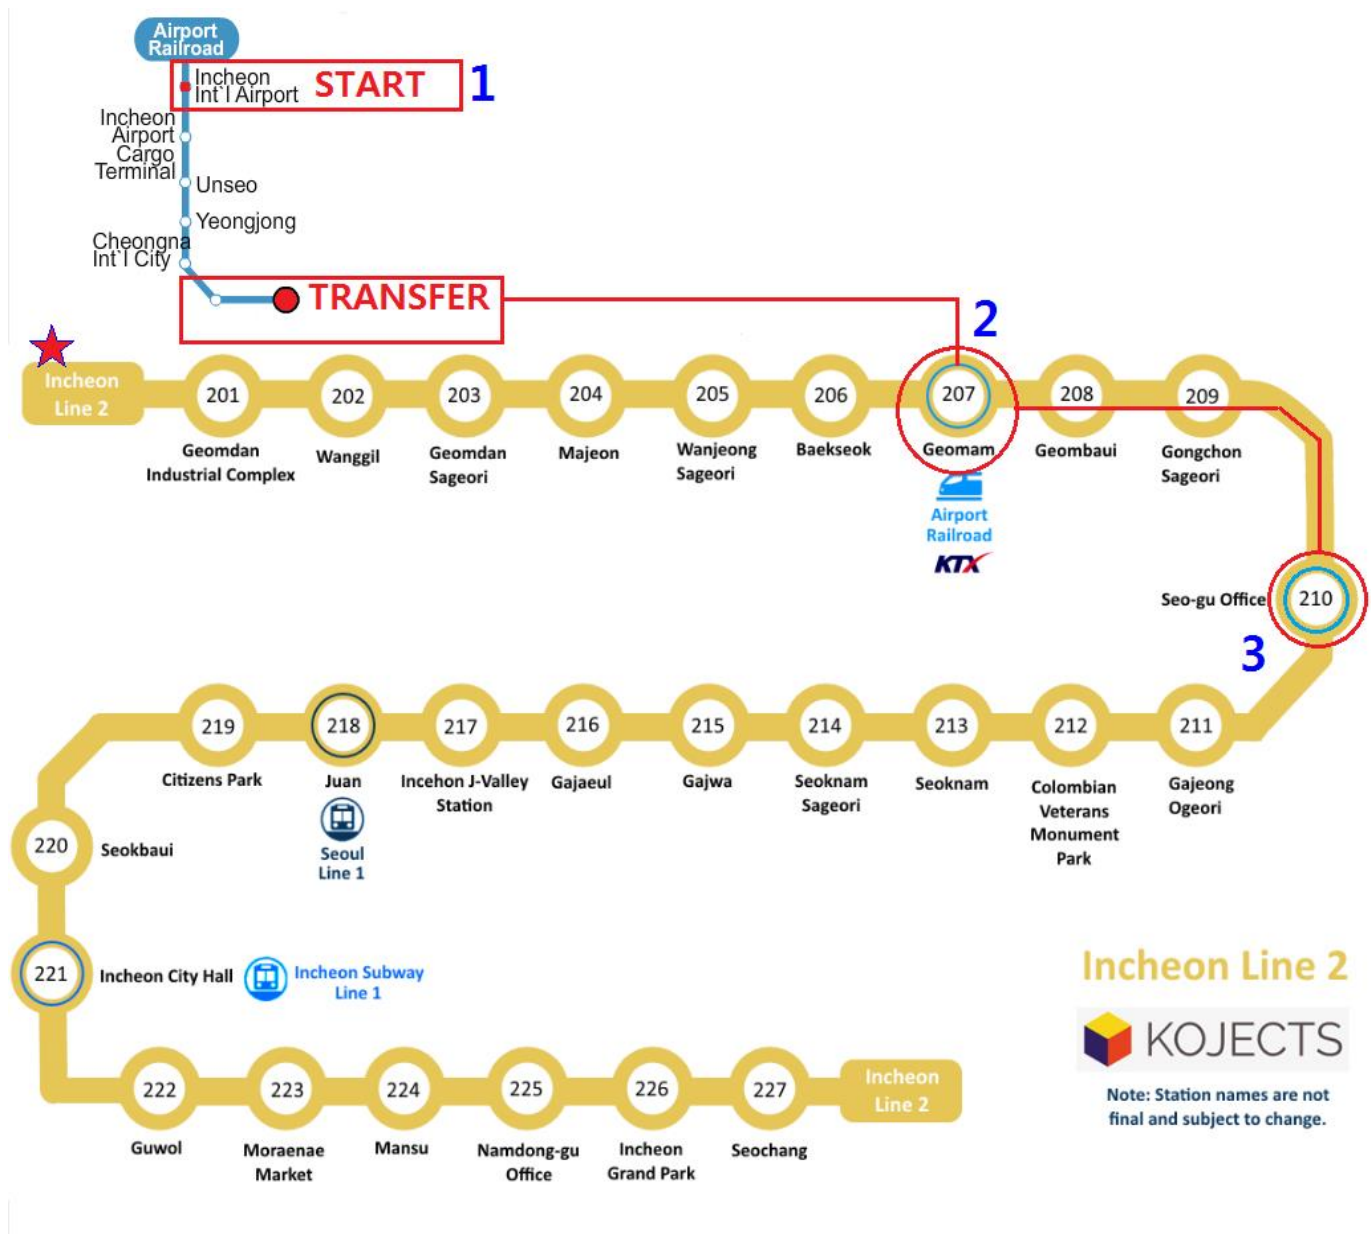 Airport
Railroad
Incheon
Int`l Airport
START
1
Incheon
Airport
Cargo
Terminal
Unseo
Yeongjong
Cheongna
Int`l City
TRANSFER
2
Incheon
Line 2
201
202
203
204
205
206
207
208
209
Geomdan
Industrial Complex
Wanggil
Geomdan
Sageori
Majeon
Wanjeong
Sageori
Baekseok
Geomam
Geombaui
Gongchon
Sageori
Airport
Railroad
KTX
Seo-gu Office
210
3
219
218
217
216
215
214
213
212
211
Citizens Park
Juan
Incehon J-Valley
Station
Gajaeul
Gajwa
Seoknam
Sageori
Seoknam
Colombian
Veterans
Monument
Park
Gajeong
Ogeori
Seoul
Line 1
220
Seokbaui
221
Incheon City Hall
Incheon Subway
Line 1
Incheon Line 2
KOJECTS
Note: Station names are not
final and subject to change.
222
223
224
225
226
227
Incheon
Line 2
Guwol
Moraenae
Market
Mansu
Namdong-gu
Office
Incheon
Grand Park
Seochang